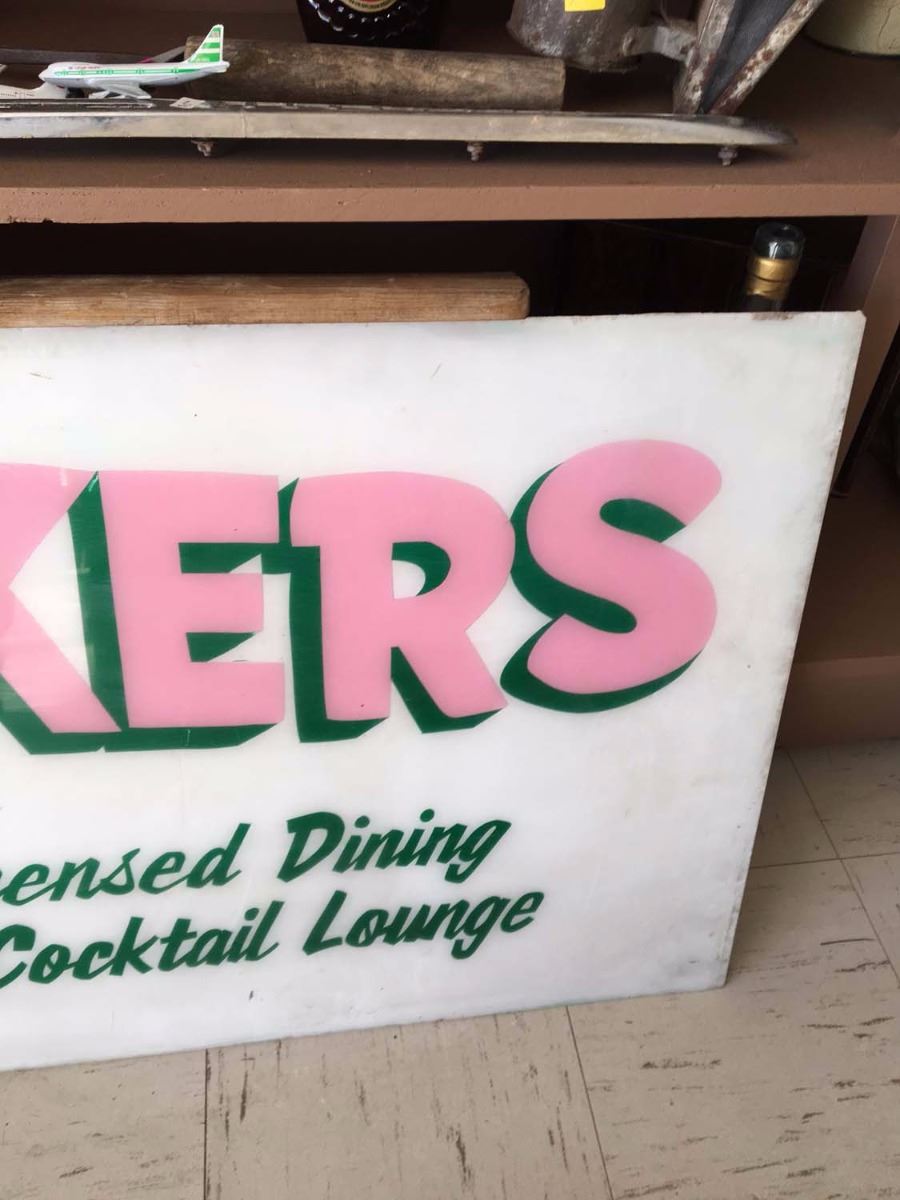 KERS
ensed Dining
Cocktail Lounge